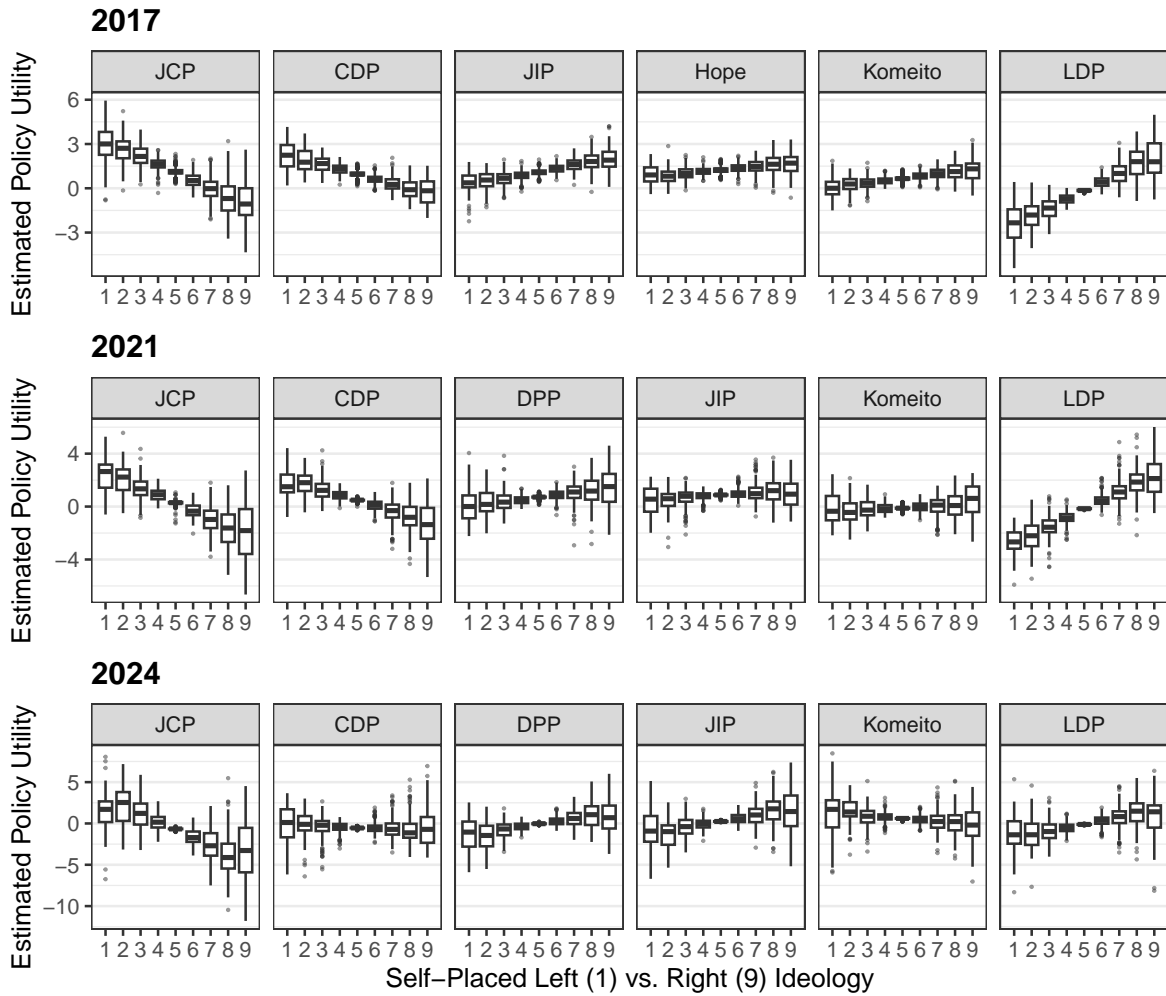 2017
JCP CDP JIP Hope Komeito LDP
Estimated Policy Utility
6
3
0
−3
1 2 3 4 5 6 7 8 9 1 2 3 4 5 6 7 8 9 1 2 3 4 5 6 7 8 9 1 2 3 4 5 6 7 8 9 1 2 3 4 5 6 7 8 9 1 2 3 4 5 6 7 8 9
2021
JCP CDP DPP JIP Komeito LDP
Estimated Policy Utility
4
0
−4
1 2 3 4 5 6 7 8 9 1 2 3 4 5 6 7 8 9 1 2 3 4 5 6 7 8 9 1 2 3 4 5 6 7 8 9 1 2 3 4 5 6 7 8 9 1 2 3 4 5 6 7 8 9
2024
JCP CDP DPP JIP Komeito LDP
Estimated Policy Utility
5
0
−5
−10
1 2 3 4 5 6 7 8 9 1 2 3 4 5 6 7 8 9 1 2 3 4 5 6 7 8 9 1 2 3 4 5 6 7 8 9 1 2 3 4 5 6 7 8 9 1 2 3 4 5 6 7 8 9
Self−Placed Left (1) vs. Right (9) Ideology